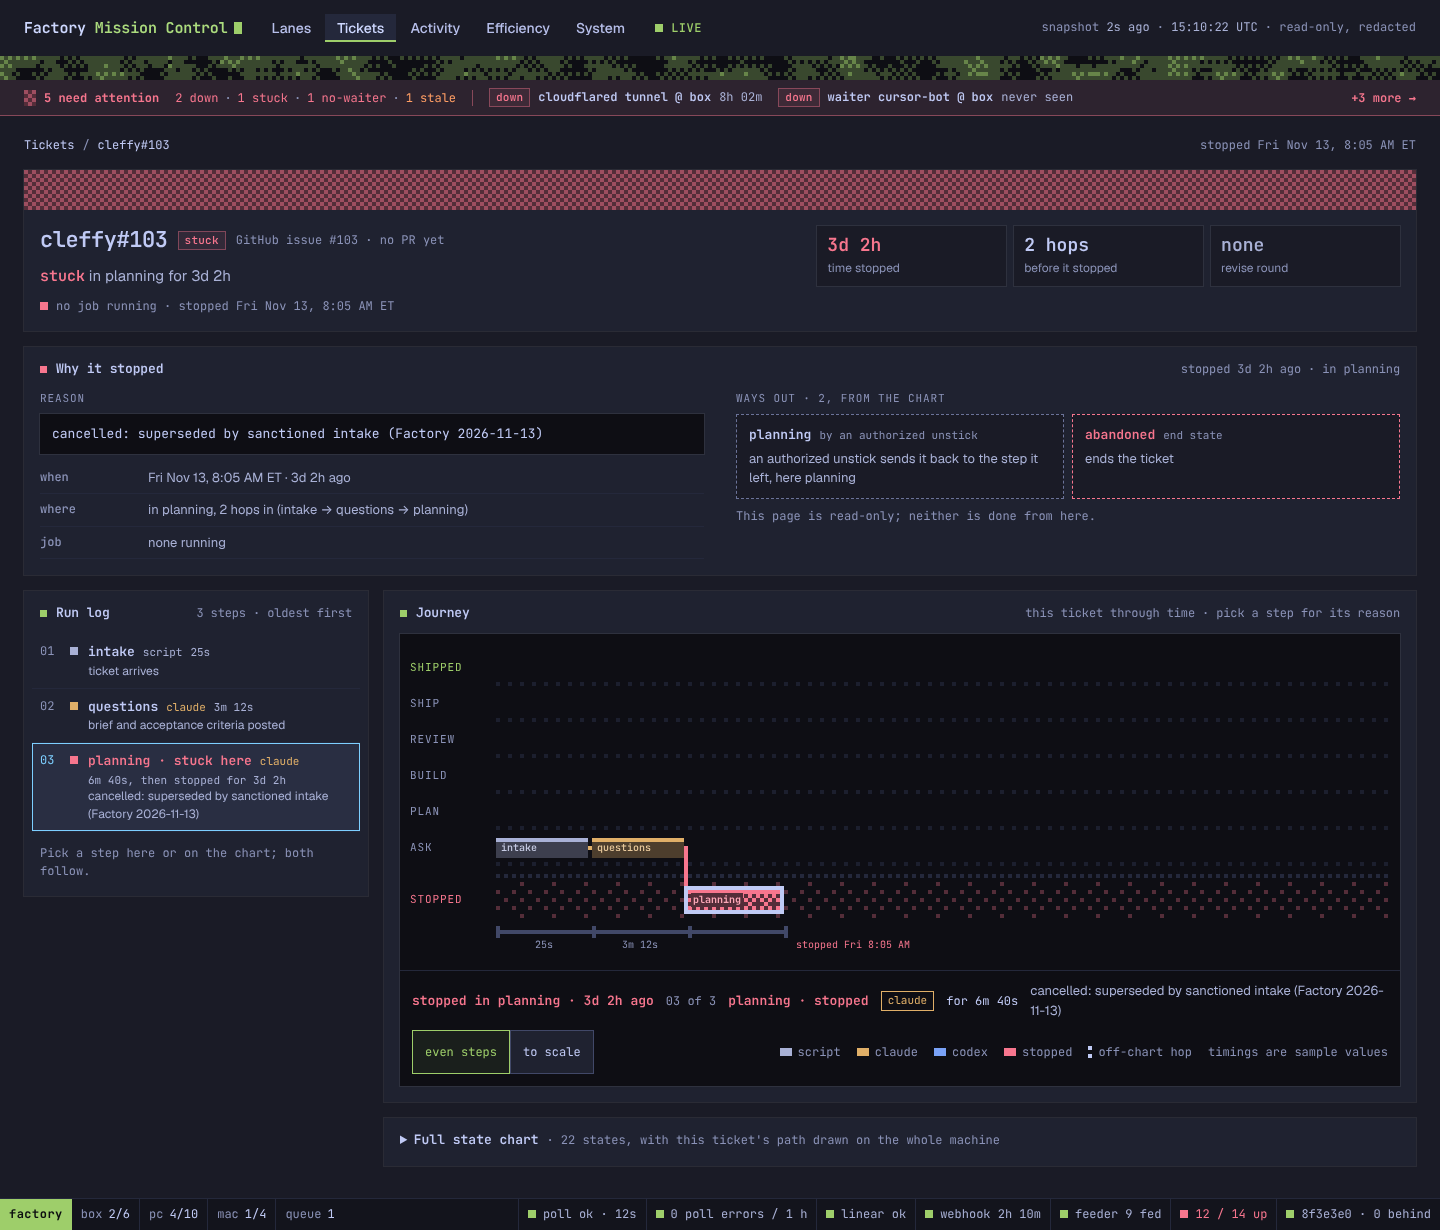 Factory Mission Control Lanes Tickets Activity Efficiency System LIVE snapshot 2s ago · 15:10:22 UTC · read-only, redacted
5 need attention 2 down · 1 stuck · 1 no-waiter · 1 stale down cloudflared tunnel @ box 8h 02m down waiter cursor-bot @ box never seen +3 more →
Tickets / cleffy#103 stopped Fri Nov 13, 8:05 AM ET
cleffy#103 stuck GitHub issue #103 · no PR yet
stuck in planning for 3d 2h
no job running · stopped Fri Nov 13, 8:05 AM ET
3d 2h
time stopped
2 hops
before it stopped
none
revise round
Why it stopped stopped 3d 2h ago · in planning
REASON
cancelled: superseded by sanctioned intake (Factory 2026-11-13)
when Fri Nov 13, 8:05 AM ET · 3d 2h ago
where in planning, 2 hops in (intake → questions → planning)
job none running
WAYS OUT · 2, FROM THE CHART
planning by an authorized unstick
an authorized unstick sends it back to the step it
left, here planning
abandoned end state
ends the ticket
This page is read-only; neither is done from here.
Run log 3 steps · oldest first
01 intake script 25s
ticket arrives
02 questions claude 3m 12s
brief and acceptance criteria posted
03 planning · stuck here claude
6m 40s, then stopped for 3d 2h
cancelled: superseded by sanctioned intake
(Factory 2026-11-13)
Pick a step here or on the chart; both
follow.
Journey this ticket through time · pick a step for its reason
SHIPPED
SHIP
REVIEW
BUILD
PLAN
ASK intake questions
STOPPED planning
25s 3m 12s stopped Fri 8:05 AM
stopped in planning · 3d 2h ago 03 of 3 planning · stopped claude for 6m 40s cancelled: superseded by sanctioned intake (Factory 2026-
11-13)
even steps to scale script claude codex stopped off-chart hop timings are sample values
Full state chart · 22 states, with this ticket's path drawn on the whole machine
factory box 2/6 pc 4/10 mac 1/4 queue 1 poll ok · 12s 0 poll errors / 1 h linear ok webhook 2h 10m feeder 9 fed 12 / 14 up 8f3e3e0 · 0 behind